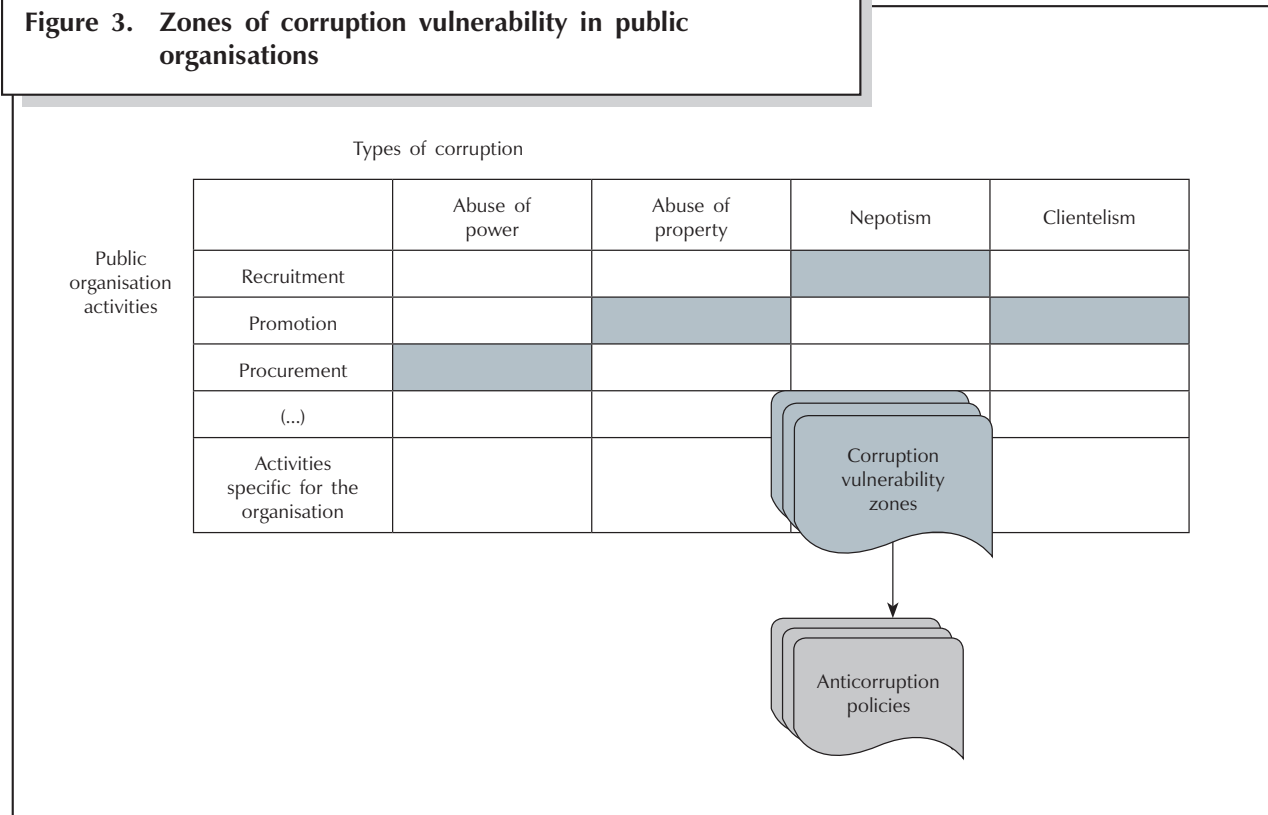 Figure 3. Zones of corruption vulnerability in public
organisations
Types of corruption
Abuse of
power
Abuse of
property
Nepotism
Clientelism
Public
organisation
activities
Recruitment
Promotion
Procurement
(...)
Activities
specific for the
organisation
Corruption
vulnerability
zones
Anticorruption
policies